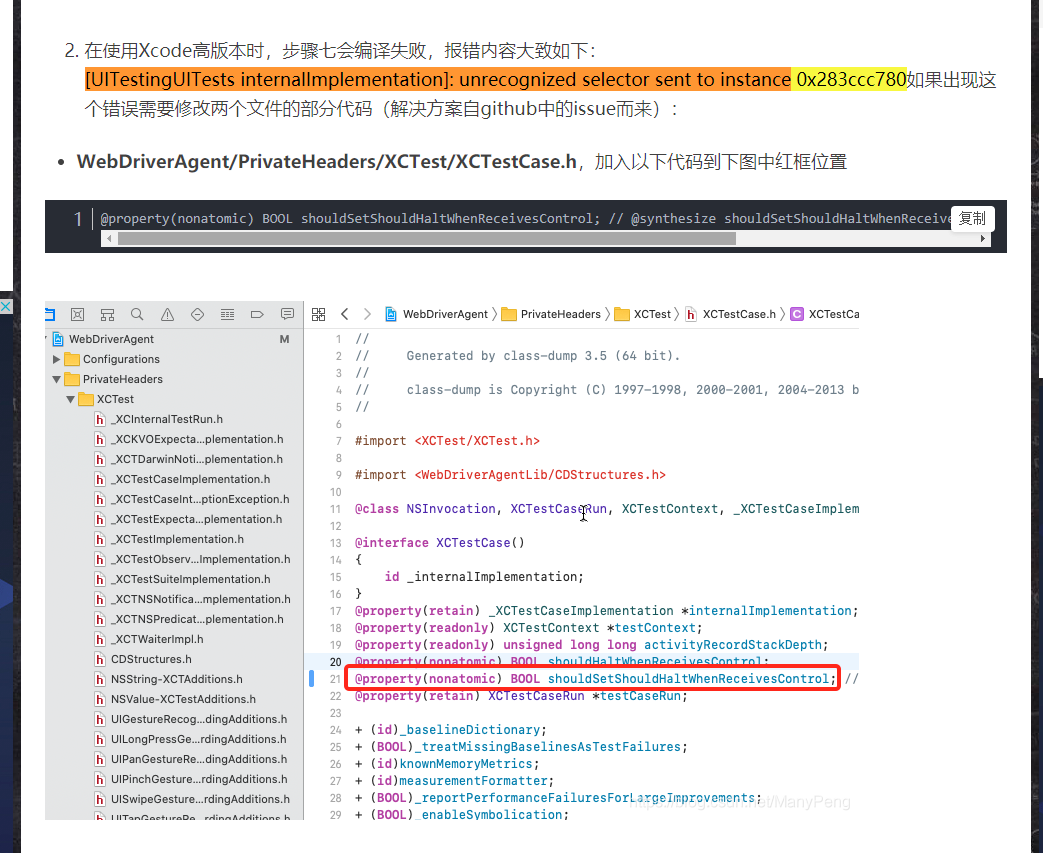 2. 在使用Xcode高版本时，步骤七会编译失败，报错内容大致如下：
[UITestingUITests internalImplementation]: unrecognized selector sent to instance 0x283ccc780如果出现这
个错误需要修改两个文件的部分代码（解决方案自github中的issue而来）：
• WebDriverAgent/PrivateHeaders/XCTest/XCTestCase.h，加入以下代码到下图中红框位置
1 @property(nonatomic) BOOL shouldSetShouldHaltWhenReceivesControl; // @synthesize shouldSetShouldHaltWhenReceive
复制
WebDriverAgent 〉 PrivateHeaders 〉 XCTest 〉 h XCTestCase.h 〉 C XCTestCa
WebDriverAgent M
Configurations
PrivateHeaders
XCTest
h _XCInternalTestRun.h
h _XCKVOExpecta...plementation.h
h _XCTDarwinNoti...plementation.h
h _XCTestCaseImplementation.h
h _XCTestCaseInt...ptionException.h
h _XCTestExpecta...plementation.h
h _XCTestImplementation.h
h _XCTestObserv...Implementation.h
h _XCTestSuiteImplementation.h
h _XCTNSNotifica...mplementation.h
h _XCTNSPredicat...plementation.h
h _XCTWaiterImpl.h
h CDStructures.h
h NSString-XCTAdditions.h
h NSValue-XCTestAdditions.h
h UIGestureRecog...dingAdditions.h
h UILongPressGe...rdingAdditions.h
h UIPanGestureRe...dingAdditions.h
h UIPinchGesture...rdingAdditions.h
h UISwipeGesture...rdingAdditions.h
h UITapGestureRe...rdingAdditions.h
1 //
2 // Generated by class-dump 3.5 (64 bit).
3 //
4 // class-dump is Copyright (C) 1997-1998, 2000-2001, 2004-2013 b
5 //
6
7 #import <XCTest/XCTest.h>
8
9 #import <WebDriverAgentLib/CDStructures.h>
10
11 @class NSInvocation, XCTestCaseRun, XCTestContext, _XCTestCaseImplem
12
13 @interface XCTestCase()
14 {
15 id _internalImplementation;
16 }
17 @property(retain) _XCTestCaseImplementation *internalImplementation;
18 @property(readonly) XCTestContext *testContext;
19 @property(readonly) unsigned long long activityRecordStackDepth;
20 @property(nonatomic) BOOL shouldHaltWhenReceivesControl;
21 @property(nonatomic) BOOL shouldSetShouldHaltWhenReceivesControl; //
22 @property(retain) XCTestCaseRun *testCaseRun;
23
24 + (id)_baselineDictionary;
25 + (BOOL)_treatMissingBaselinesAsTestFailures;
26 + (id)knownMemoryMetrics;
27 + (id)measurementFormatter;
28 + (BOOL)_reportPerformanceFailuresForLargeImprovements;
29 + (BOOL)_enableSymbolication;
https://blog.csdn.net/ManyPeng